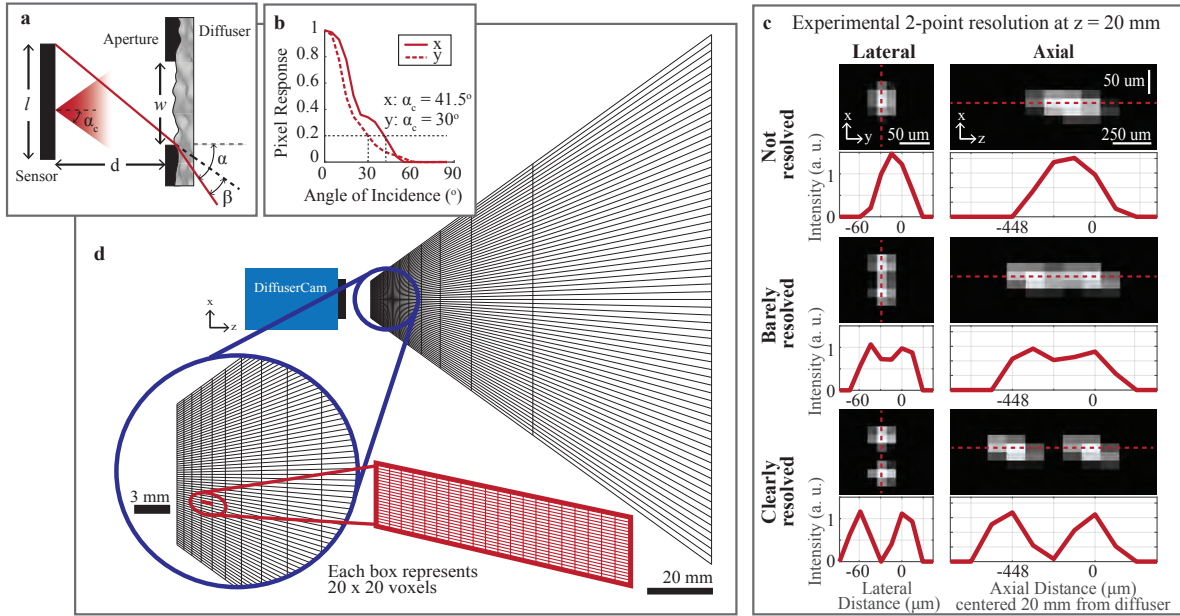 a
Aperture
Diffuser
l
w
αc
d
α
β
Sensor
b
Pixel Response
1
0.8
0.6
0.4
0.2
0
x
y
x: αc = 41.5°
y: αc = 30°
0 30 60 90
Angle of Incidence (°)
c Experimental 2-point resolution at z = 20 mm
Lateral Axial
Not resolved
x
y
50 um
x
z
50 um
250 um
Intensity (a. u.)
1
0
-60 0
-448 0
Barely resolved
Intensity (a. u.)
1
0
-60 0
-448 0
Clearly resolved
Intensity (a. u.)
1
0
-60 0
-448 0
Lateral
Distance (μm)
Axial Distance (μm)
centered 20 mm from diffuser
d
DiffuserCam
x
z
3 mm
Each box represents
20 x 20 voxels
20 mm